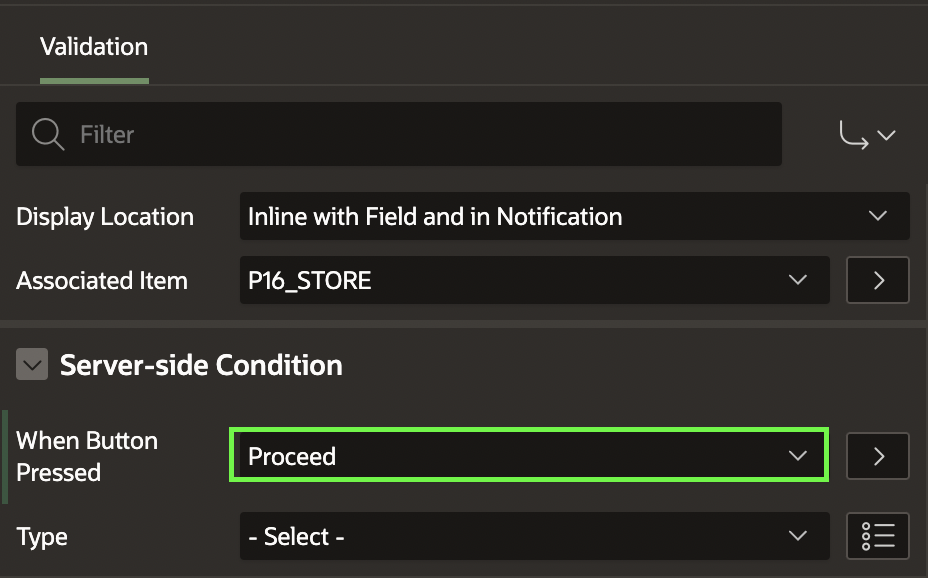 Validation
Filter
Display Location
Inline with Field and in Notification
Associated Item
P16_STORE
Server-side Condition
When Button
Pressed
Proceed
Type
- Select -